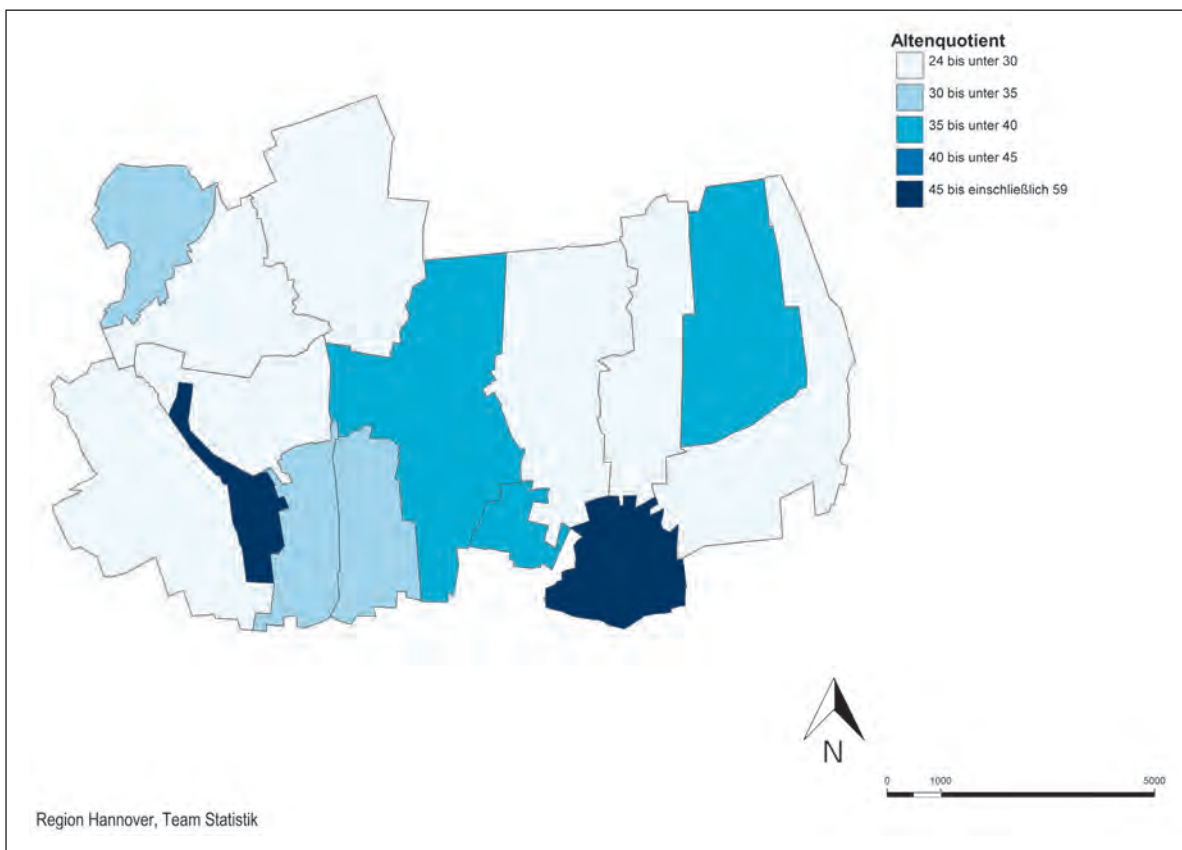 Altenquotient
24 bis unter 30
30 bis unter 35
35 bis unter 40
40 bis unter 45
45 bis einschließlich 59
N
0 1000 5000
Region Hannover, Team Statistik